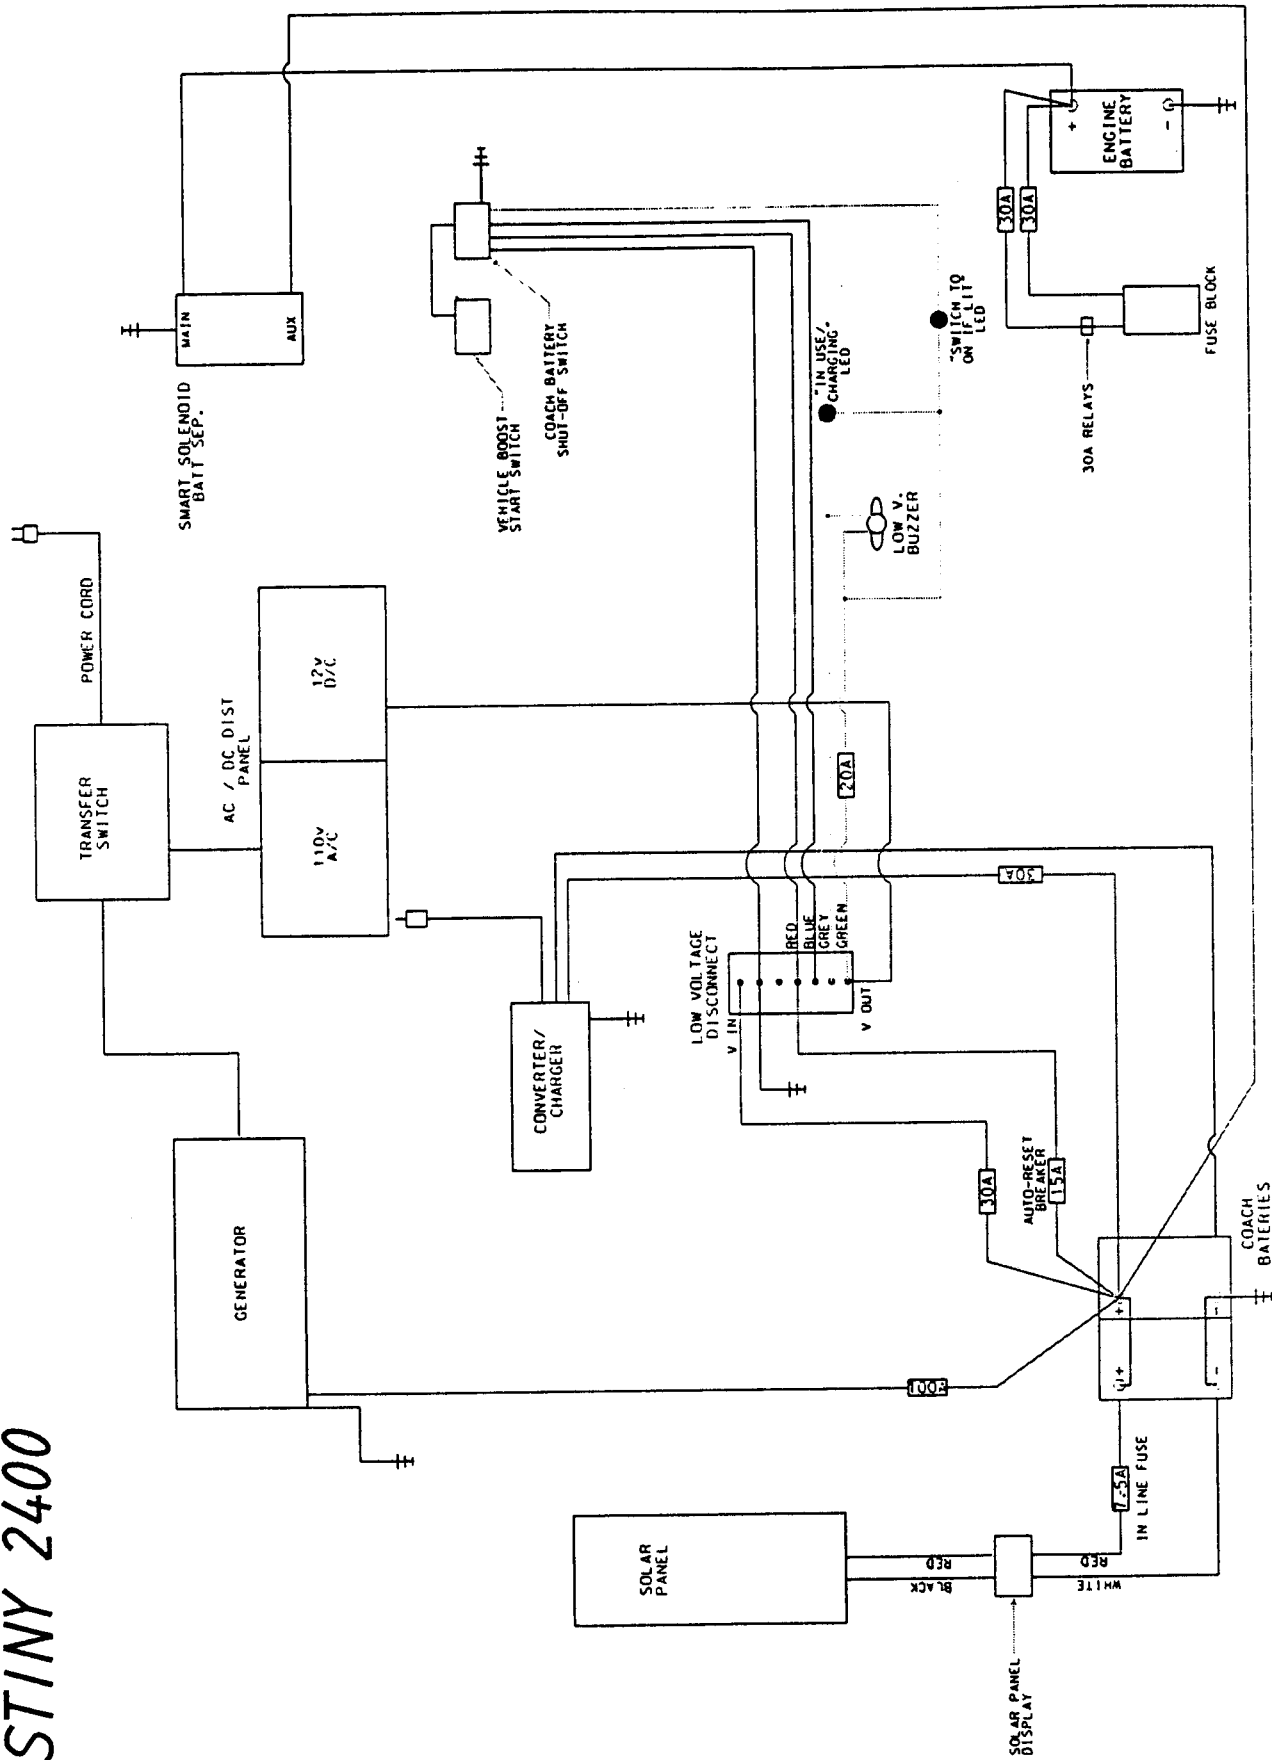 STINY 2400
POWER CORD
TRANSFER
SWITCH
AC / DC DIST
PANEL
110v
A/C
12v
D/C
GENERATOR
SMART SOLENOID
BATT SEP.
MAIN
AUX
VEHICLE BOOST
START SWITCH
COACH BATTERY
SHUT-OFF SWITCH
CONVERTER/
CHARGER
LOW VOLTAGE
DISCONNECT
V IN
V OUT
RED
BLUE
GREY
GREEN
20A
LOW V.
BUZZER
"IN USE/
CHARGING"
LED
"SWITCH TO
ON IF LIT"
LED
ENGINE
BATTERY
+
-
30A
30A
30A RELAYS
FUSE BLOCK
30A
30A
AUTO-RESET
BREAKER
15A
100A
COACH
BATERIES
+
-
+
-
7.5A
IN LINE FUSE
SOLAR
PANEL
RED
BLACK
RED
WHITE
SOLAR PANEL
DISPLAY